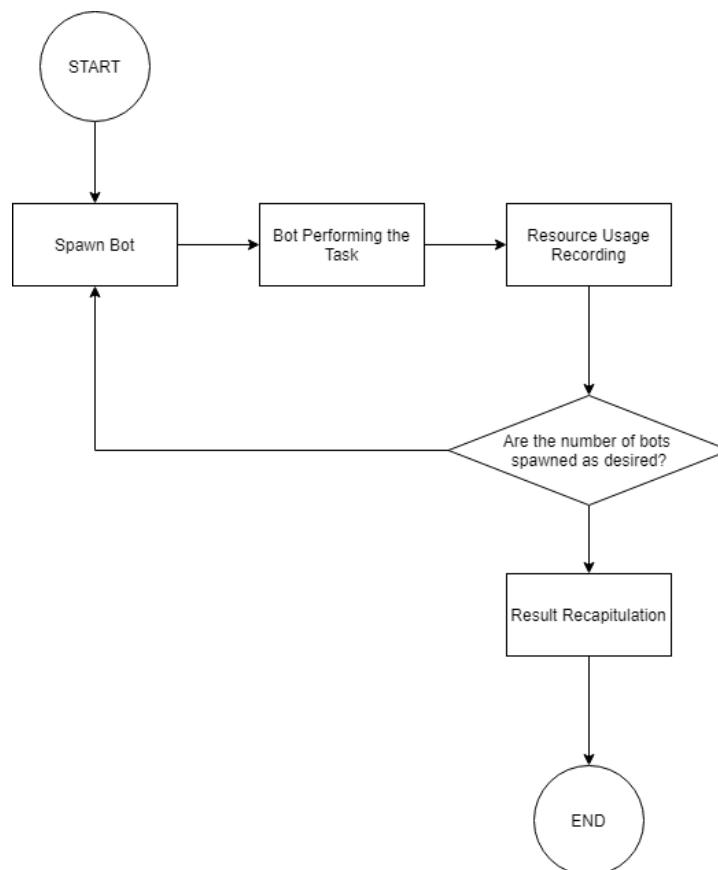 START
Spawn Bot
Bot Performing the
Task
Resource Usage
Recording
Are the number of bots
spawned as desired?
Result Recapitulation
END